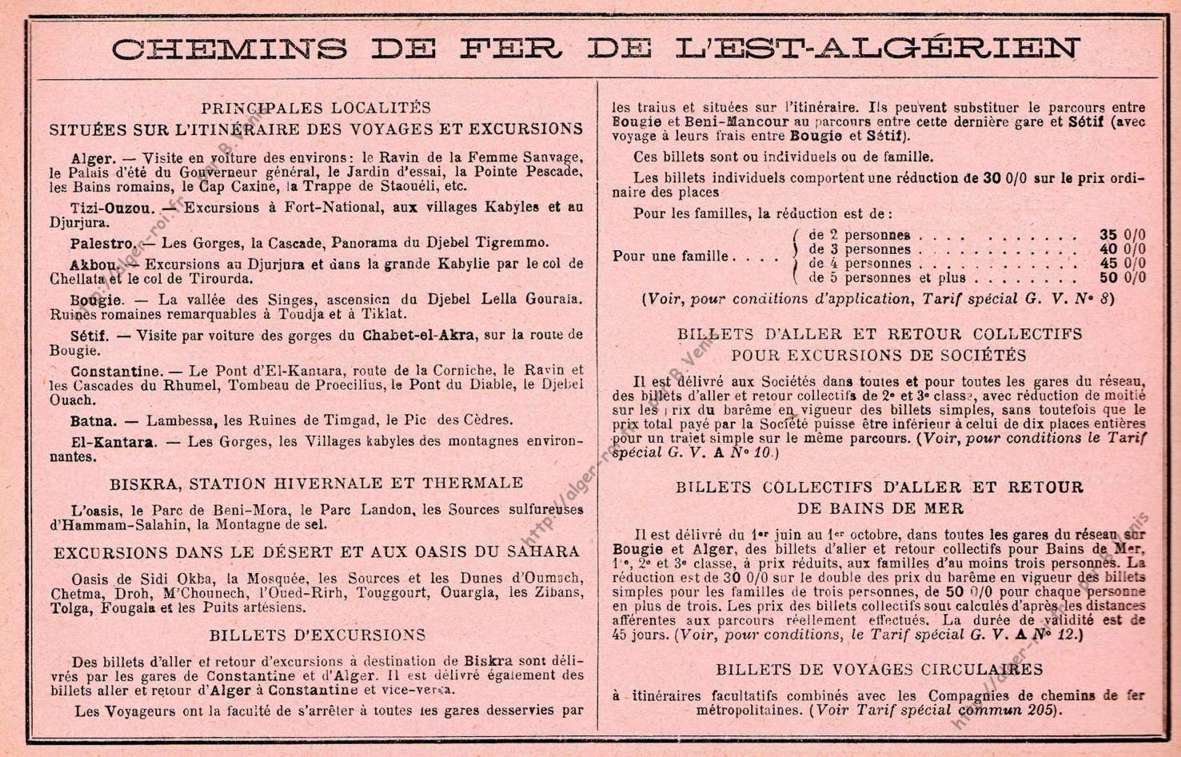 CHEMINS DE FER DE L'EST-ALGÉRIEN
PRINCIPALES LOCALITÉS
SITUÉES SUR L'ITINÉRAIRE DES VOYAGES ET EXCURSIONS
Alger. — Visite en voiture des environs : le Ravin de la Femme Sauvage,
le Palais d'été du Gouverneur général, le Jardin d'essai, la Pointe Pescade,
les Bains romains, le Cap Caxine, la Trappe de Staouéli, etc.
Tizi-Ouzou. — Excursions à Fort-National, aux villages Kabyles et au
Djurjura.
Palestro. — Les Gorges, la Cascade, Panorama du Djebel Tigremmo.
Akbou. — Excursions au Djurjura et dans la grande Kabylie par le col de
Chellata et le col de Tirourda.
Bougie. — La vallée des Singes, ascension du Djebel Lella Gouraia.
Ruines romaines remarquables à Toudja et à Tiklat.
Sétif. — Visite par voiture des gorges du Chabet-el-Akra, sur la route de
Bougie.
Constantine. — Le Pont d'El-Kantara, route de la Corniche, le Ravin et
les Cascades du Rhumel, Tombeau de Proecilius, le Pont du Diable, le Djebel
Ouach.
Batna. — Lambessa, les Ruines de Timgad, le Pic des Cèdres.
El-Kantara. — Les Gorges, les Villages kabyles des montagnes environ-
nantes.
BISKRA, STATION HIVERNALE ET THERMALE
L'oasis, le Parc de Beni-Mora, le Parc Landon, les Sources sulfureuses
d'Hammam-Salahin, la Montagne de sel.
EXCURSIONS DANS LE DÉSERT ET AUX OASIS DU SAHARA
Oasis de Sidi Okba, la Mosquée, les Sources et les Dunes d'Oumach,
Chetma, Droh, M'Chounech, l'Oued-Rirh, Touggourt, Ouargla, les Zibans,
Tolga, Fougala et les Puits artésiens.
BILLETS D'EXCURSIONS
Des billets d'aller et retour d'excursions à destination de Biskra sont déli-
vrés par les gares de Constantine et d'Alger. Il est délivré également des
billets aller et retour d'Alger à Constantine et vice-versa.
Les Voyageurs ont la faculté de s'arrêter à toutes les gares desservies par
les trains et situées sur l'itinéraire. Ils peuvent substituer le parcours entre
Bougie et Beni-Mancour au parcours entre cette dernière gare et Sétif (avec
voyage à leurs frais entre Bougie et Sétif).
Ces billets sont ou individuels ou de famille.
Les billets individuels comportent une réduction de 30 0/0 sur le prix ordi-
naire des places
Pour les familles, la réduction est de :
Pour une famille . . . .
de 2 personnes . . . . . . . . . . . 35 0/0
de 3 personnes . . . . . . . . . . . 40 0/0
de 4 personnes . . . . . . . . . . . 45 0/0
de 5 personnes et plus . . . . . . . . 50 0/0
(Voir, pour conditions d'application, Tarif spécial G. V. N° 8)
BILLETS D'ALLER ET RETOUR COLLECTIFS
POUR EXCURSIONS DE SOCIÉTÉS
Il est délivré aux Sociétés dans toutes et pour toutes les gares du réseau,
des billets d'aller et retour collectifs de 2e et 3e classe, avec réduction de moitié
sur les prix du barême en vigueur des billets simples, sans toutefois que le
prix total payé par la Société puisse être inférieur à celui de dix places entières
pour un trajet simple sur le même parcours. (Voir, pour conditions le Tarif
spécial G. V. A N° 10.)
BILLETS COLLECTIFS D'ALLER ET RETOUR
DE BAINS DE MER
Il est délivré du 1er juin au 1er octobre, dans toutes les gares du réseau sur
Bougie et Alger, des billets d'aller et retour collectifs pour Bains de Mer,
1re, 2e et 3e classe, à prix réduits, aux familles d'au moins trois personnes. La
réduction est de 30 0/0 sur le double des prix du barême en vigueur des billets
simples pour les familles de trois personnes, de 50 0/0 pour chaque personne
en plus de trois. Les prix des billets collectifs sont calculés d'après les distances
afférentes aux parcours réellement effectués. La durée de validité est de
45 jours. (Voir, pour conditions, le Tarif spécial G. V. A N° 12.)
BILLETS DE VOYAGES CIRCULAIRES
à itinéraires facultatifs combinés avec les Compagnies de chemins de fer
métropolitaines. (Voir Tarif spécial commun 205).
http://alger-roi.fr par B. Venis
http://alger-roi.fr par B. Venis
http://alger-roi.fr par B. Venis